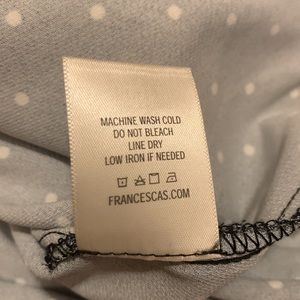 MACHINE WASH COLD
DO NOT BLEACH
LINE DRY
LOW IRON IF NEEDED
FRANCESCAS.COM